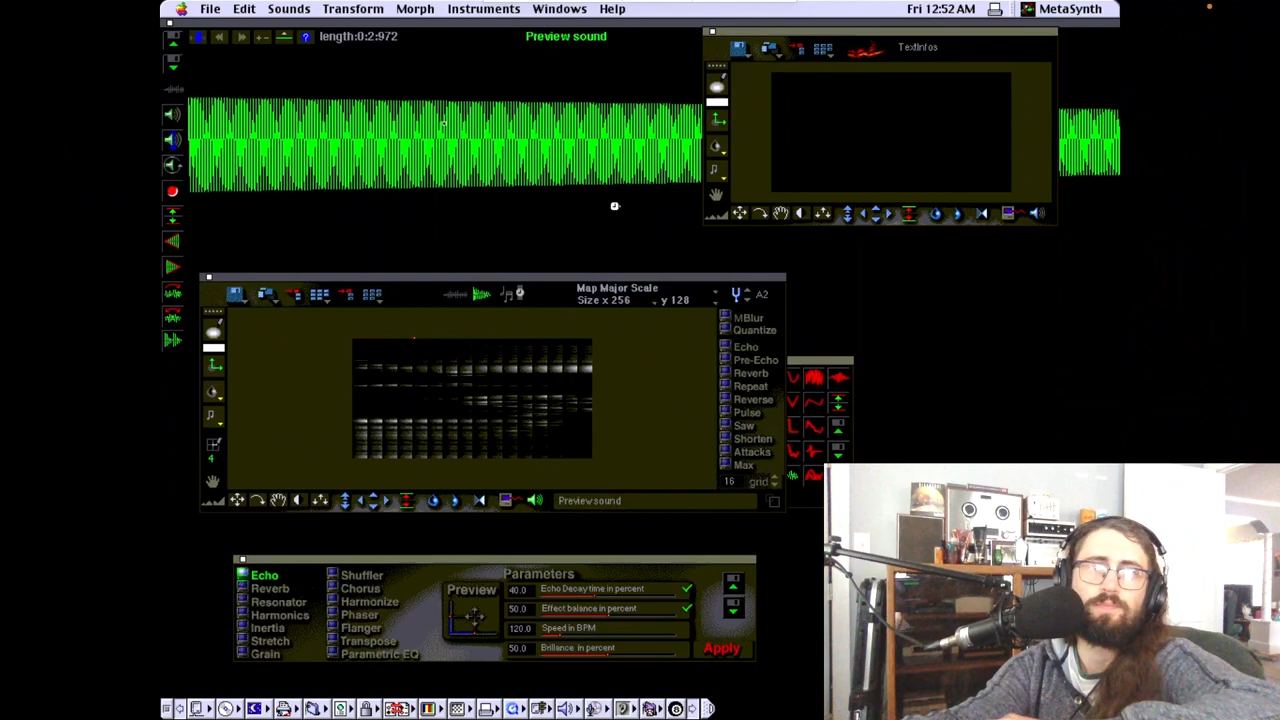 File Edit Sounds Transform Morph Instruments Windows Help Fri 12:52 AM MetaSynth
length:0:2:972 Preview sound
TextInfos
Map Major Scale
Size x 256 y 128 A2
MBlur
Quantize
Echo
Pre-Echo
Reverb
Repeat
Reverse
Pulse
Saw
Shorten
Attacks
Max
16 grid
4
Preview sound
Echo
Reverb
Resonator
Harmonics
Inertia
Stretch
Grain
Shuffler
Chorus
Harmonize
Phaser
Flanger
Transpose
Parametric EQ
Preview
Parameters
40.0 Echo Decay time in percent
50.0 Effect balance in percent
120.0 Speed in BPM
50.0 Brillance in percent
Apply